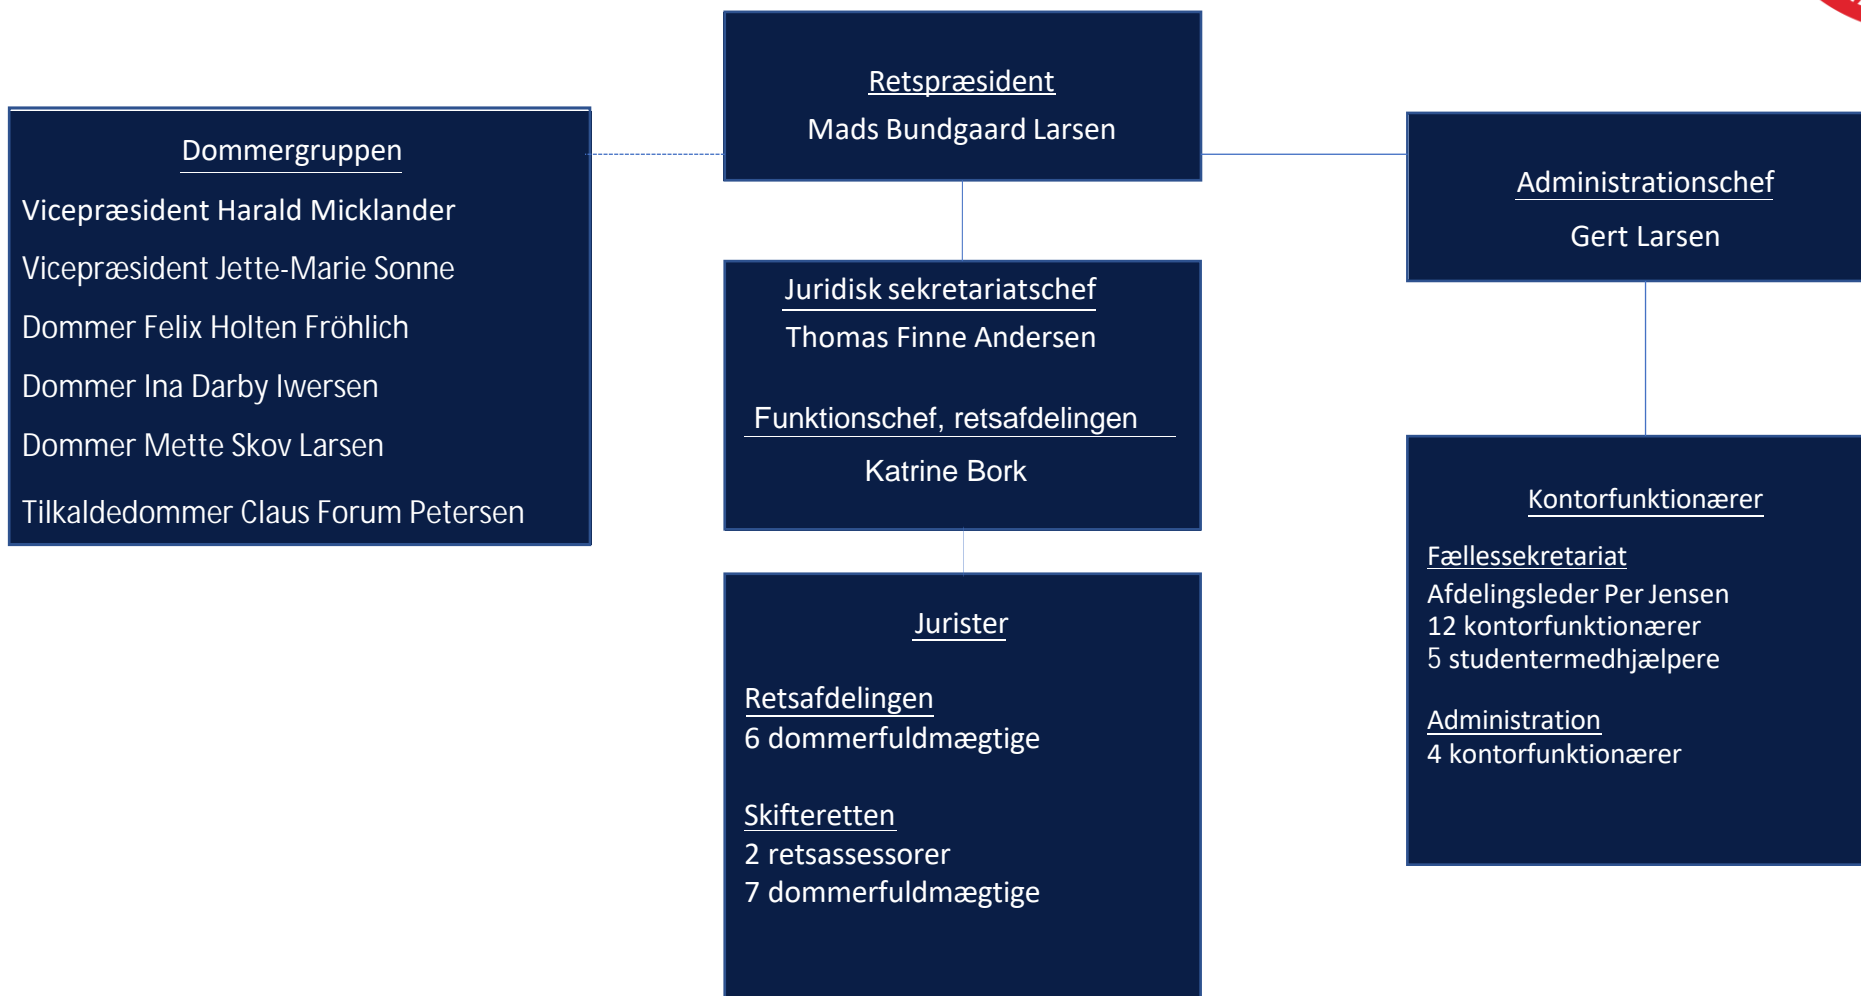 Retspræsident
Mads Bundgaard Larsen
Dommergruppen
Vicepræsident Harald Micklander
Vicepræsident Jette-Marie Sonne
Dommer Felix Holten Fröhlich
Dommer Ina Darby Iwersen
Dommer Mette Skov Larsen
Tilkaldedommer Claus Forum Petersen
Juridisk sekretariatschef
Thomas Finne Andersen
Funktionschef, retsafdelingen
Katrine Bork
Jurister
Retsafdelingen
6 dommerfuldmægtige
Skifteretten
2 retsassessorer
7 dommerfuldmægtige
Administrationschef
Gert Larsen
Kontorfunktionærer
Fællessekretariat
Afdelingsleder Per Jensen
12 kontorfunktionærer
5 studentermedhjælpere
Administration
4 kontorfunktionærer